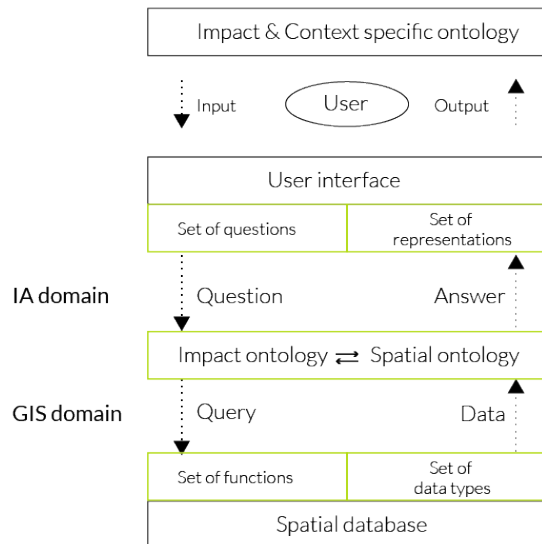 Impact & Context specific ontology
Input
User
Output
User interface
Set of questions
Set of
representations
IA domain
Question
Answer
Impact ontology ⇄ Spatial ontology
GIS domain
Query
Data
Set of functions
Set of
data types
Spatial database